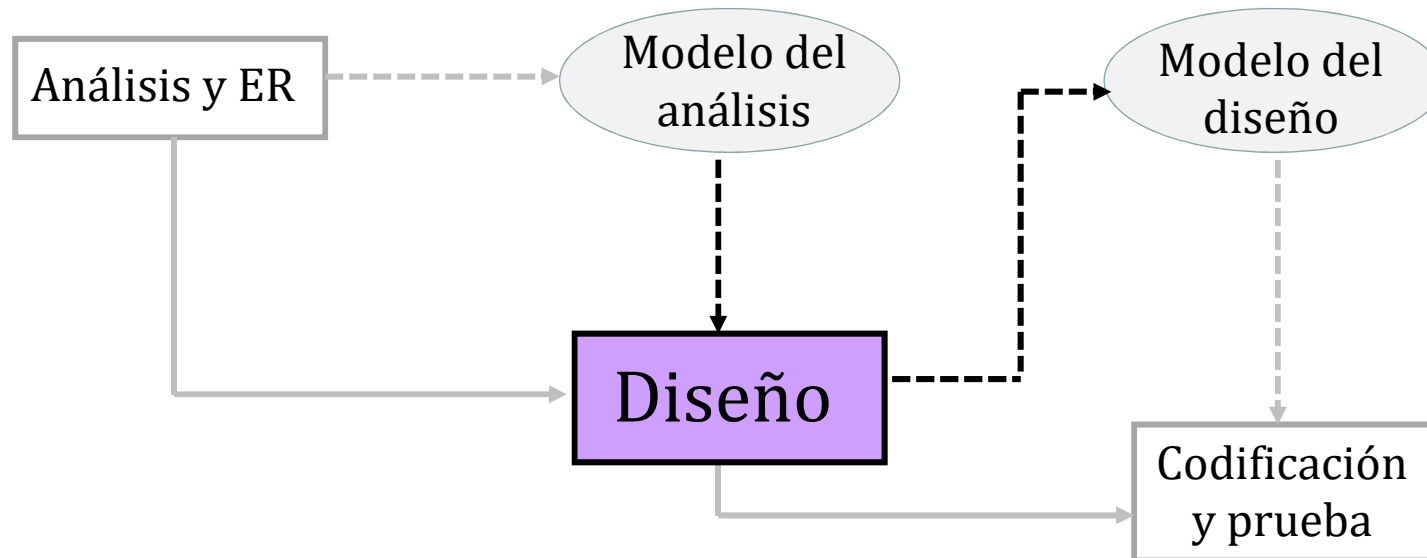 Análisis y ER
Modelo del
análisis
Modelo del
diseño
Diseño
Codificación
y prueba